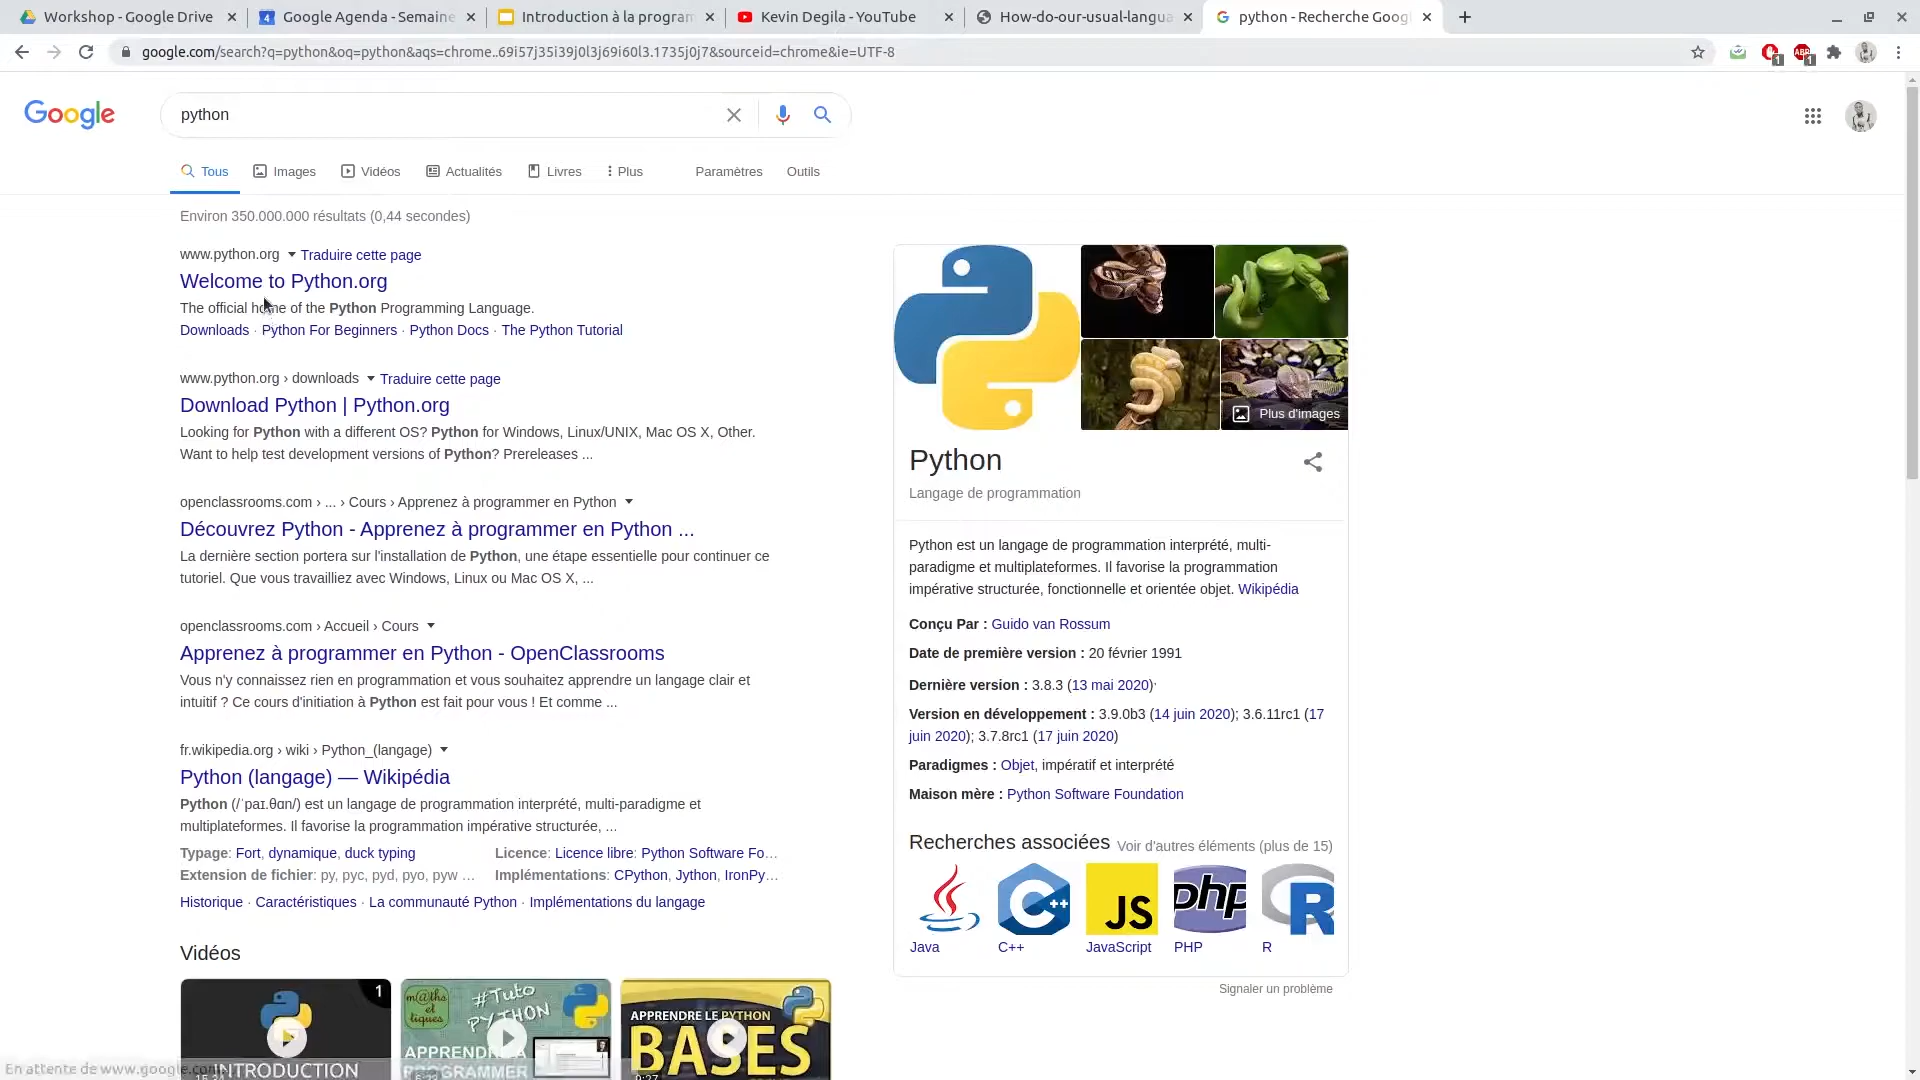 Workshop - Google Drive
Google Agenda - Semaine
Introduction à la program
Kevin Degila - YouTube
How-do-our-usual-langua
python - Recherche Googl
google.com/search?q=python&oq=python&aqs=chrome..69i57j35i39j0l3j69i60l3.1735j0j7&sourceid=chrome&ie=UTF-8
Google
python
Tous
Images
Vidéos
Actualités
Livres
Plus
Paramètres
Outils
Environ 350.000.000 résultats (0,44 secondes)
www.python.org Traduire cette page
Welcome to Python.org
The official home of the Python Programming Language.
Downloads · Python For Beginners · Python Docs · The Python Tutorial
www.python.org › downloads Traduire cette page
Download Python | Python.org
Looking for Python with a different OS? Python for Windows, Linux/UNIX, Mac OS X, Other.
Want to help test development versions of Python? Prereleases ...
openclassrooms.com › ... › Cours › Apprenez à programmer en Python
Découvrez Python - Apprenez à programmer en Python ...
La dernière section portera sur l'installation de Python, une étape essentielle pour continuer ce
tutoriel. Que vous travailliez avec Windows, Linux ou Mac OS X, ...
openclassrooms.com › Accueil › Cours
Apprenez à programmer en Python - OpenClassrooms
Vous n'y connaissez rien en programmation et vous souhaitez apprendre un langage clair et
intuitif ? Ce cours d'initiation à Python est fait pour vous ! Et comme ...
fr.wikipedia.org › wiki › Python_(langage)
Python (langage) — Wikipédia
Python (/ˈpaɪ.θɑn/) est un langage de programmation interprété, multi-paradigme et
multiplateformes. Il favorise la programmation impérative structurée, ...
Typage: Fort, dynamique, duck typing
Licence: Licence libre: Python Software Fo...
Extension de fichier: py, pyc, pyd, pyo, pyw ...
Implémentations: CPython, Jython, IronPy...
Historique · Caractéristiques · La communauté Python · Implémentations du langage
Vidéos
1
INTRODUCTION
15:34
m@ths et tiques
#Tuto
PYTHON
APPRENDRE À
PROGRAMMER
APPRENDRE LE PYTHON
BASES
9:27
En attente de www.google.com...
Plus d'images
Python
Langage de programmation
Python est un langage de programmation interprété, multi-
paradigme et multiplateformes. Il favorise la programmation
impérative structurée, fonctionnelle et orientée objet. Wikipédia
Conçu Par : Guido van Rossum
Date de première version : 20 février 1991
Dernière version : 3.8.3 (13 mai 2020)
Version en développement : 3.9.0b3 (14 juin 2020); 3.6.11rc1 (17
juin 2020); 3.7.8rc1 (17 juin 2020)
Paradigmes : Objet, impératif et interprété
Maison mère : Python Software Foundation
Recherches associées
Voir d'autres éléments (plus de 15)
JS
php
R
Java
C++
JavaScript
PHP
R
Signaler un problème